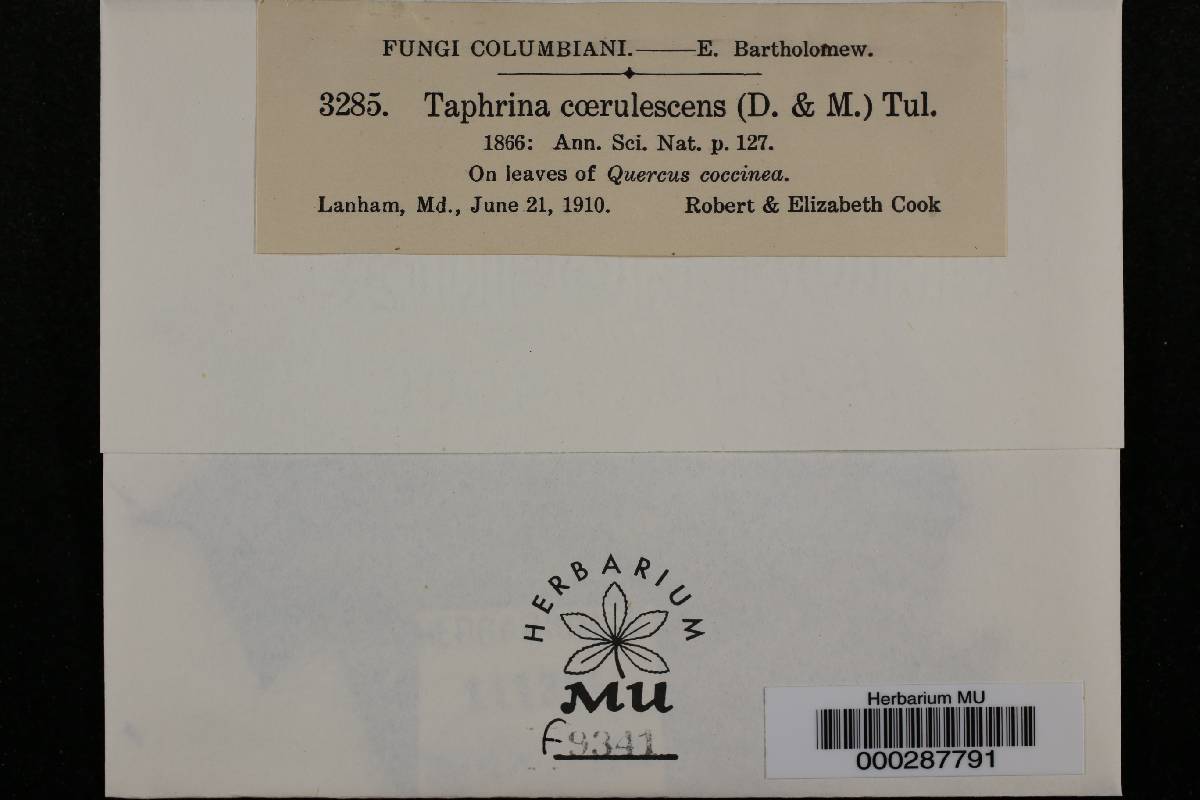 FUNGI COLUMBIANI.——E. Bartholomew.
3285. Taphrina cœrulescens (D. & M.) Tul.
1866: Ann. Sci. Nat. p. 127.
On leaves of Quercus coccinea.
Lanham, Md., June 21, 1910. Robert & Elizabeth Cook
HERBARIUM
MU
F 9341
Herbarium MU
000287791